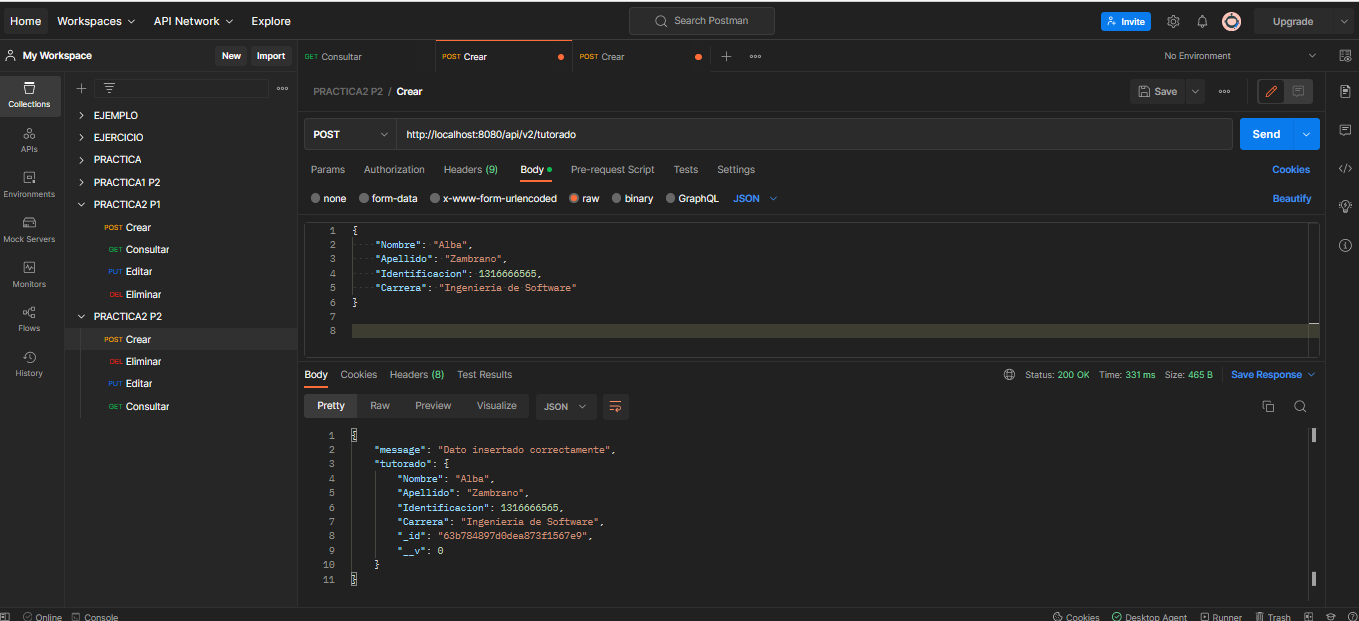 Home Workspaces API Network Explore Search Postman Invite Upgrade
My Workspace New Import GET Consultar POST Crear POST Crear No Environment
Collections
APIs
Environments
Mock Servers
Monitors
Flows
History
EJEMPLO
EJERCICIO
PRACTICA
PRACTICA1 P2
PRACTICA2 P1
POST Crear
GET Consultar
PUT Editar
DEL Eliminar
PRACTICA2 P2
POST Crear
DEL Eliminar
PUT Editar
GET Consultar
PRACTICA2 P2 / Crear Save
POST http://localhost:8080/api/v2/tutorado Send
Params Authorization Headers (9) Body Pre-request Script Tests Settings Cookies
none form-data x-www-form-urlencoded raw binary GraphQL JSON Beautify
1 {
2 "Nombre": "Alba",
3 "Apellido": "Zambrano",
4 "Identificacion": 1316666565,
5 "Carrera": "Ingenieria de Software"
6 }
7
8
Body Cookies Headers (8) Test Results Status: 200 OK Time: 331 ms Size: 465 B Save Response
Pretty Raw Preview Visualize JSON
1 {
2 "message": "Dato insertado correctamente",
3 "tutorado": {
4 "Nombre": "Alba",
5 "Apellido": "Zambrano",
6 "Identificacion": 1316666565,
7 "Carrera": "Ingenieria de Software",
8 "_id": "63b784897d0dea873f1567e9",
9 "__v": 0
10 }
11 }
Online Console Cookies Desktop Agent Runner Trash